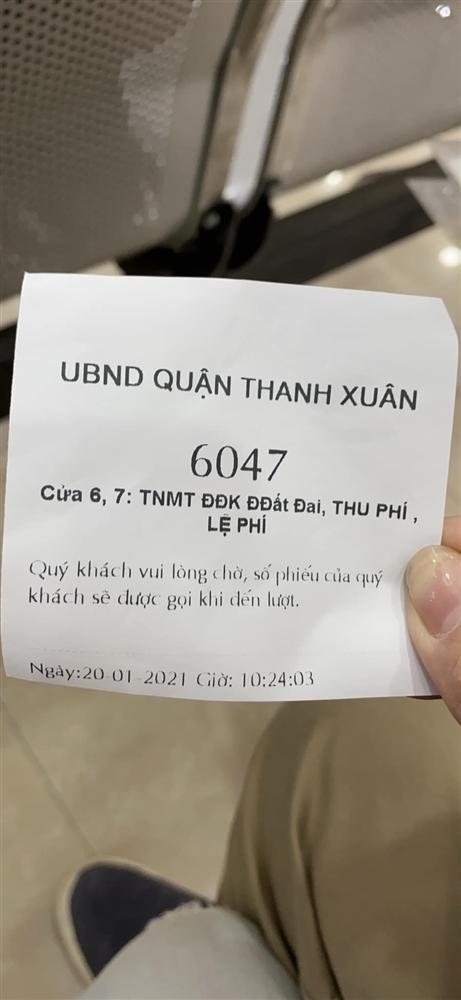 UBND QUẬN THANH XUÂN
6047
Cửa 6, 7: TNMT ĐĐK ĐĐất Đai, THU PHÍ ,
LỆ PHÍ
Quý khách vui lòng chờ, số phiếu của quý
khách sẽ được gọi khi đến lượt.
Ngày:20-01-2021 Giờ: 10:24:03